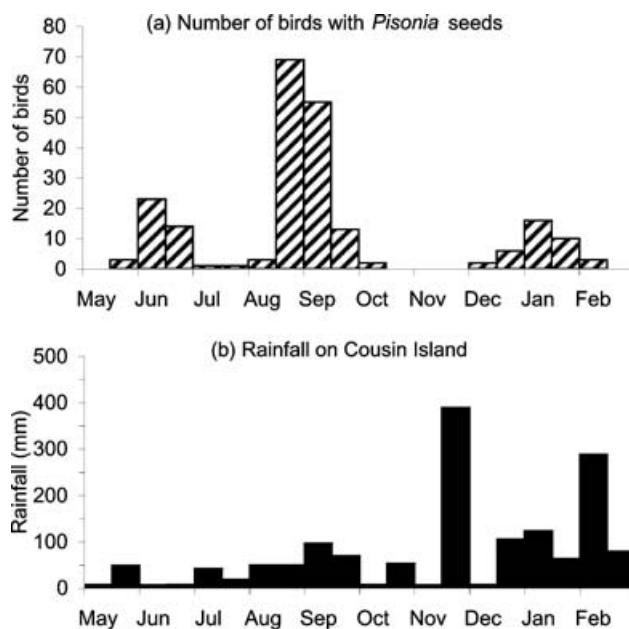 (a) Number of birds with Pisonia seeds
Number of birds
80
70
60
50
40
30
20
10
0
May Jun Jul Aug Sep Oct Nov Dec Jan Feb
(b) Rainfall on Cousin Island
Rainfall (mm)
500
400
300
200
100
0
May Jun Jul Aug Sep Oct Nov Dec Jan Feb